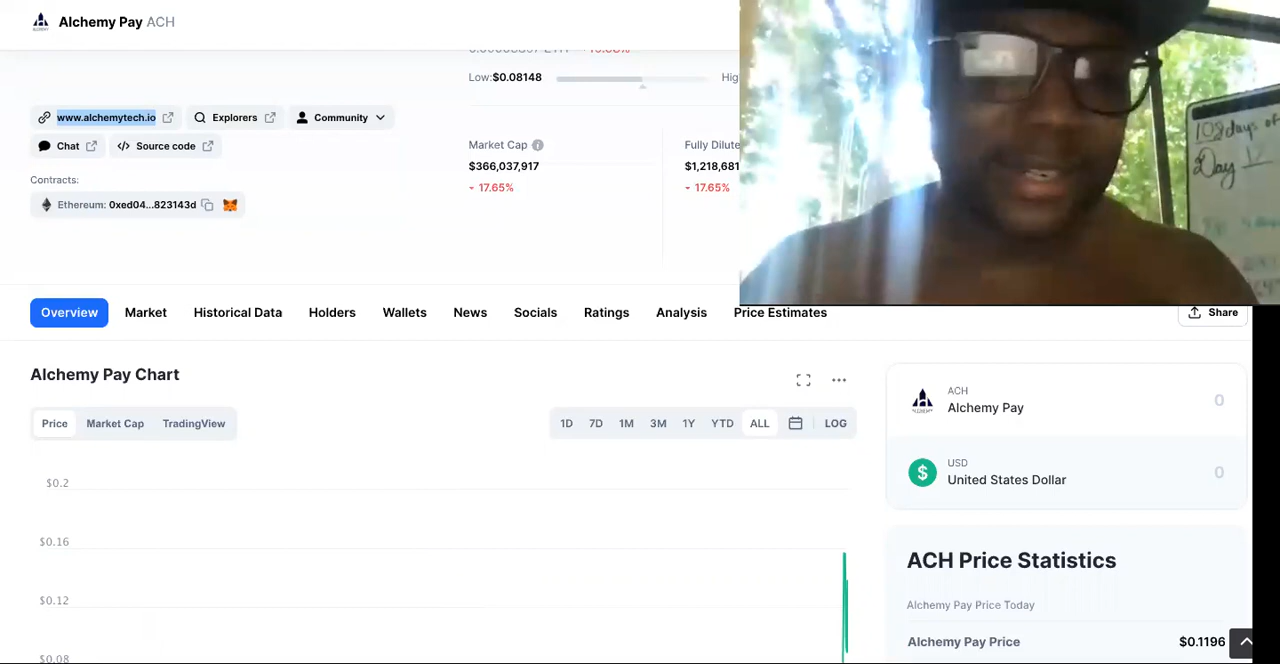 Alchemy Pay ACH
Low:$0.08148
Hig
www.alchemytech.io
Explorers
Community
Chat
Source code
Contracts:
Ethereum: 0xed04...823143d
Market Cap
$366,037,917
17.65%
Fully Dilute
$1,218,681
17.65%
108 days of
Day
Overview
Market
Historical Data
Holders
Wallets
News
Socials
Ratings
Analysis
Price Estimates
Share
Alchemy Pay Chart
Price
Market Cap
TradingView
1D
7D
1M
3M
1Y
YTD
ALL
LOG
$0.2
$0.16
$0.12
$0.08
ACH
Alchemy Pay
0
USD
United States Dollar
0
ACH Price Statistics
Alchemy Pay Price Today
Alchemy Pay Price
$0.1196